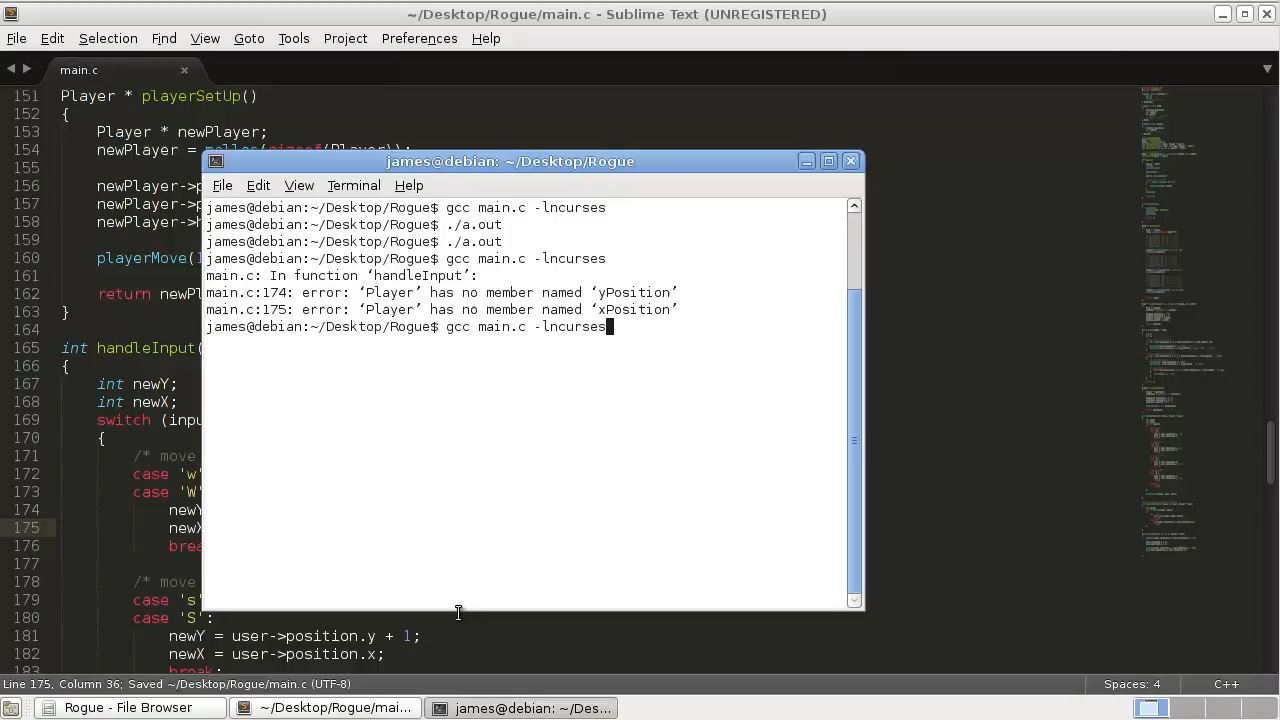 ~/Desktop/Rogue/main.c - Sublime Text (UNREGISTERED)
File Edit Selection Find View Goto Tools Project Preferences Help
main.c
151 Player * playerSetUp()
152 {
153 Player * newPlayer;
154 newPlayer = malloc(sizeof(Player));
155
156 newPlayer->
157 newPlayer->
158 newPlayer->
159
160 playerMove(
161
162 return newPl
163 }
164
165 int handleInput(
166 {
167 int newY;
168 int newX;
169 switch (inp
170 {
171 /* move
172 case 'w'
173 case 'W'
174 newY
175 newX
176 brea
177
178 /* move
179 case 's'
180 case 'S':
181 newY = user->position.y + 1;
182 newX = user->position.x;
183 break;
james@debian: ~/Desktop/Rogue
File Edit View Terminal Help
james@debian:~/Desktop/Rogue$ gcc main.c -lncurses
james@debian:~/Desktop/Rogue$ ./a.out
james@debian:~/Desktop/Rogue$ ./a.out
james@debian:~/Desktop/Rogue$ gcc main.c -lncurses
main.c: In function ‘handleInput’:
main.c:174: error: ‘Player’ has no member named ‘yPosition’
main.c:175: error: ‘Player’ has no member named ‘xPosition’
james@debian:~/Desktop/Rogue$ gcc main.c -lncurses
Line 175, Column 36; Saved ~/Desktop/Rogue/main.c (UTF-8)
Spaces: 4
C++
Rogue - File Browser
~/Desktop/Rogue/mai...
james@debian: ~/Des...